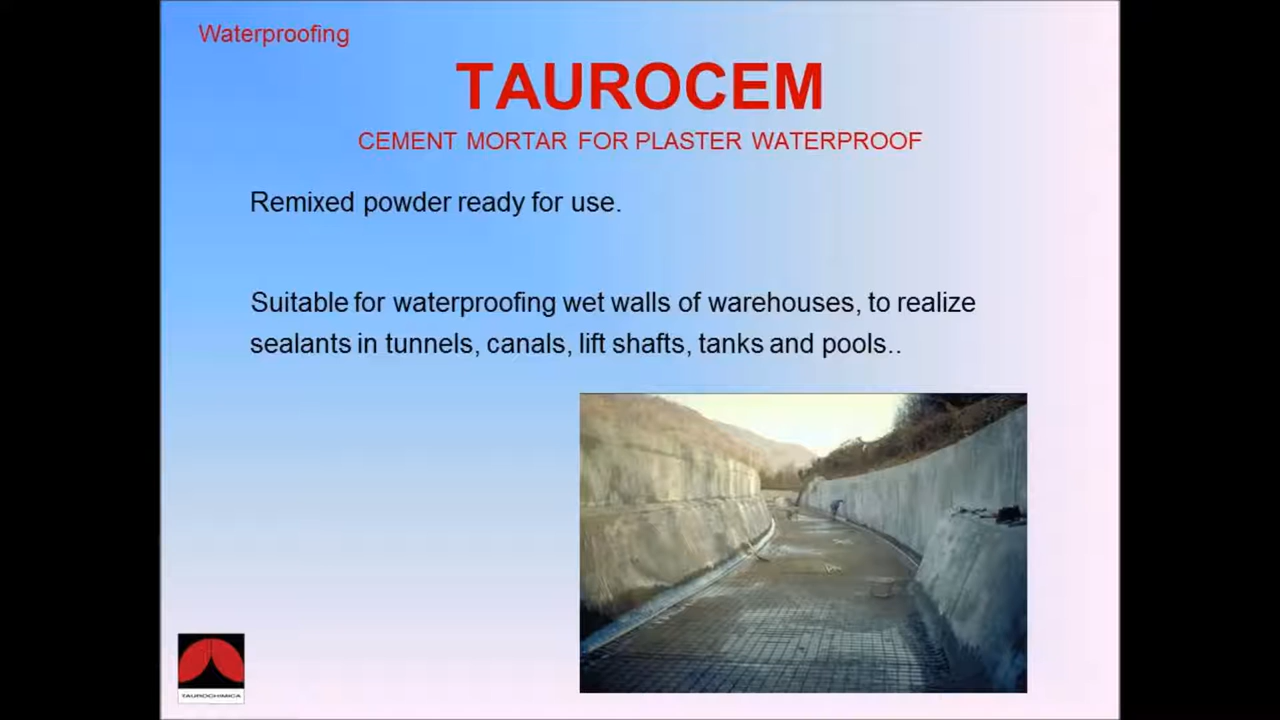 Waterproofing
TAUROCEM
CEMENT MORTAR FOR PLASTER WATERPROOF
Remixed powder ready for use.
Suitable for waterproofing wet walls of warehouses, to realize
sealants in tunnels, canals, lift shafts, tanks and pools..
TAUROCHIMICA